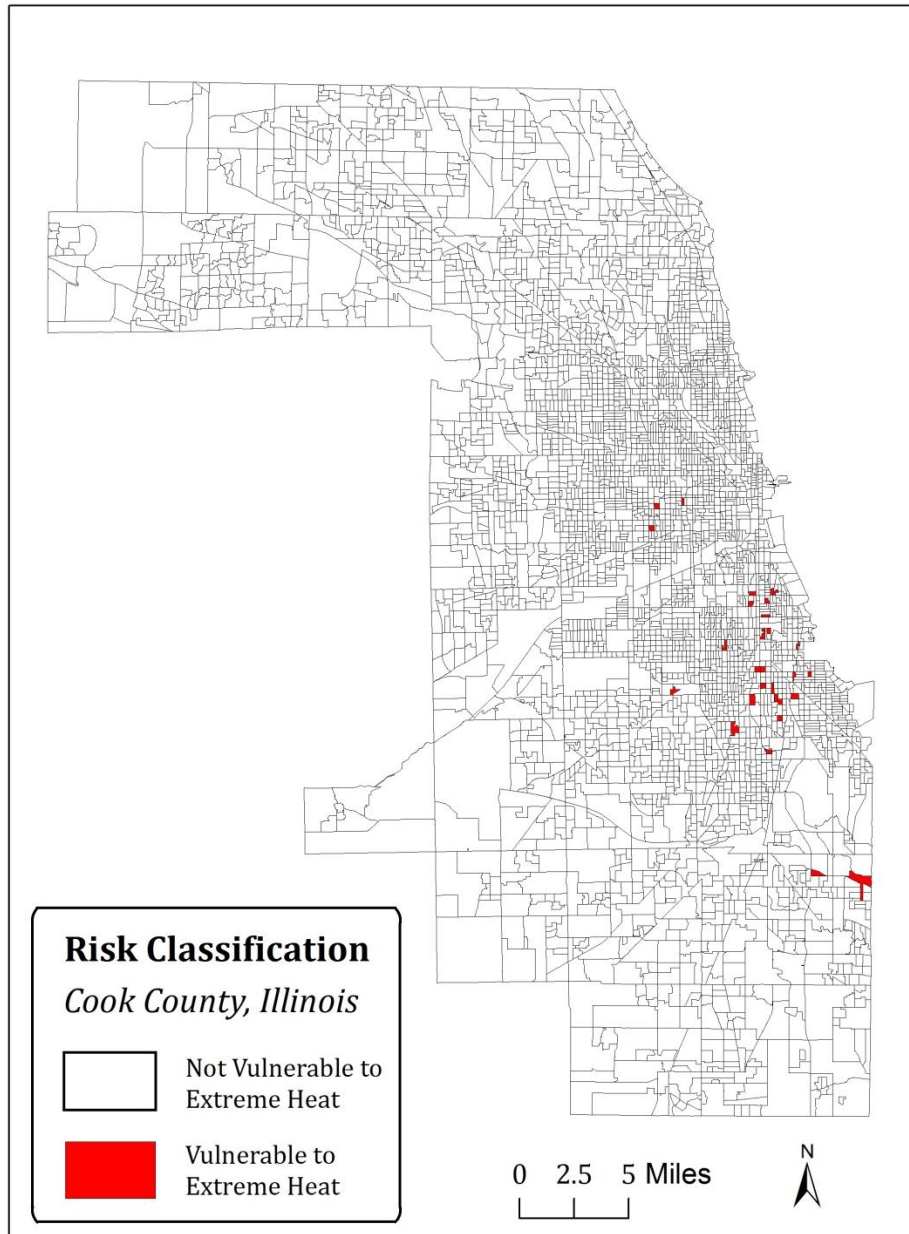 Risk Classification
Cook County, Illinois
Not Vulnerable to
Extreme Heat
Vulnerable to
Extreme Heat
0 2.5 5 Miles
N